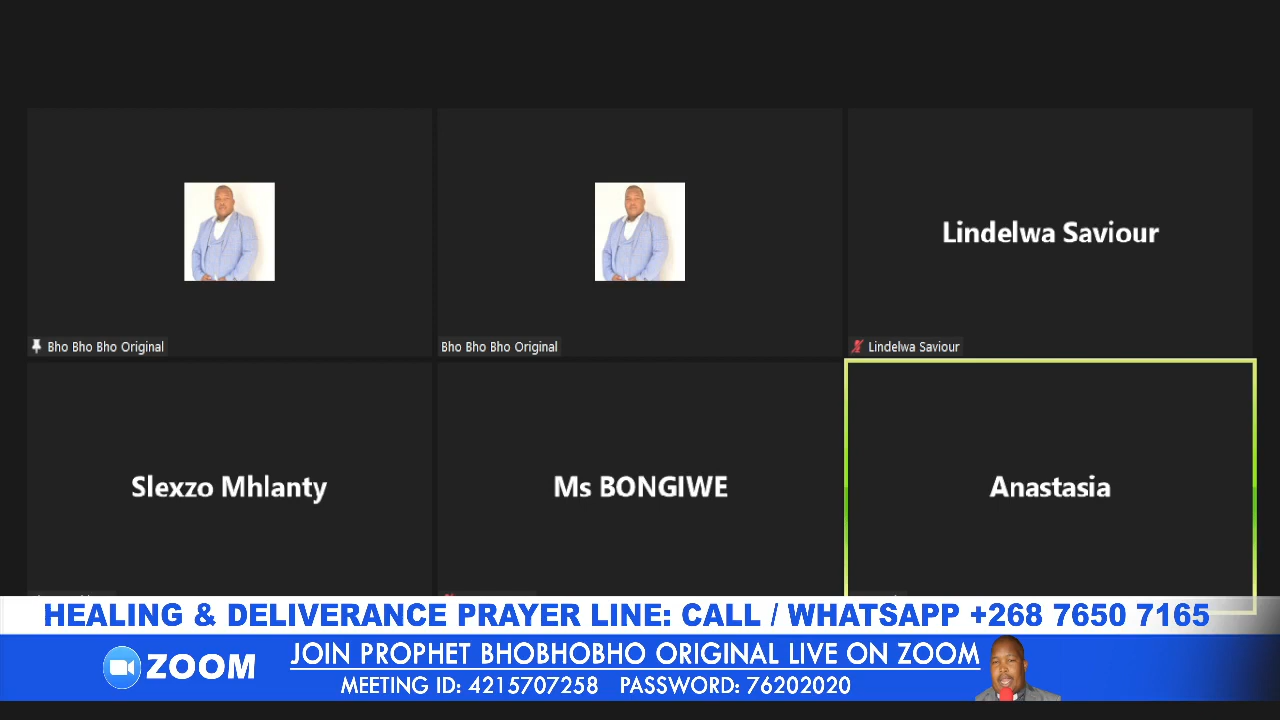 Lindelwa Saviour
Bho Bho Bho Original
Bho Bho Bho Original
Lindelwa Saviour
Slexzo Mhlanty
Ms BONGIWE
Anastasia
HEALING & DELIVERANCE PRAYER LINE: CALL / WHATSAPP +268 7650 7165
ZOOM
JOIN PROPHET BHOBHOBHO ORIGINAL LIVE ON ZOOM
MEETING ID: 4215707258 PASSWORD: 76202020